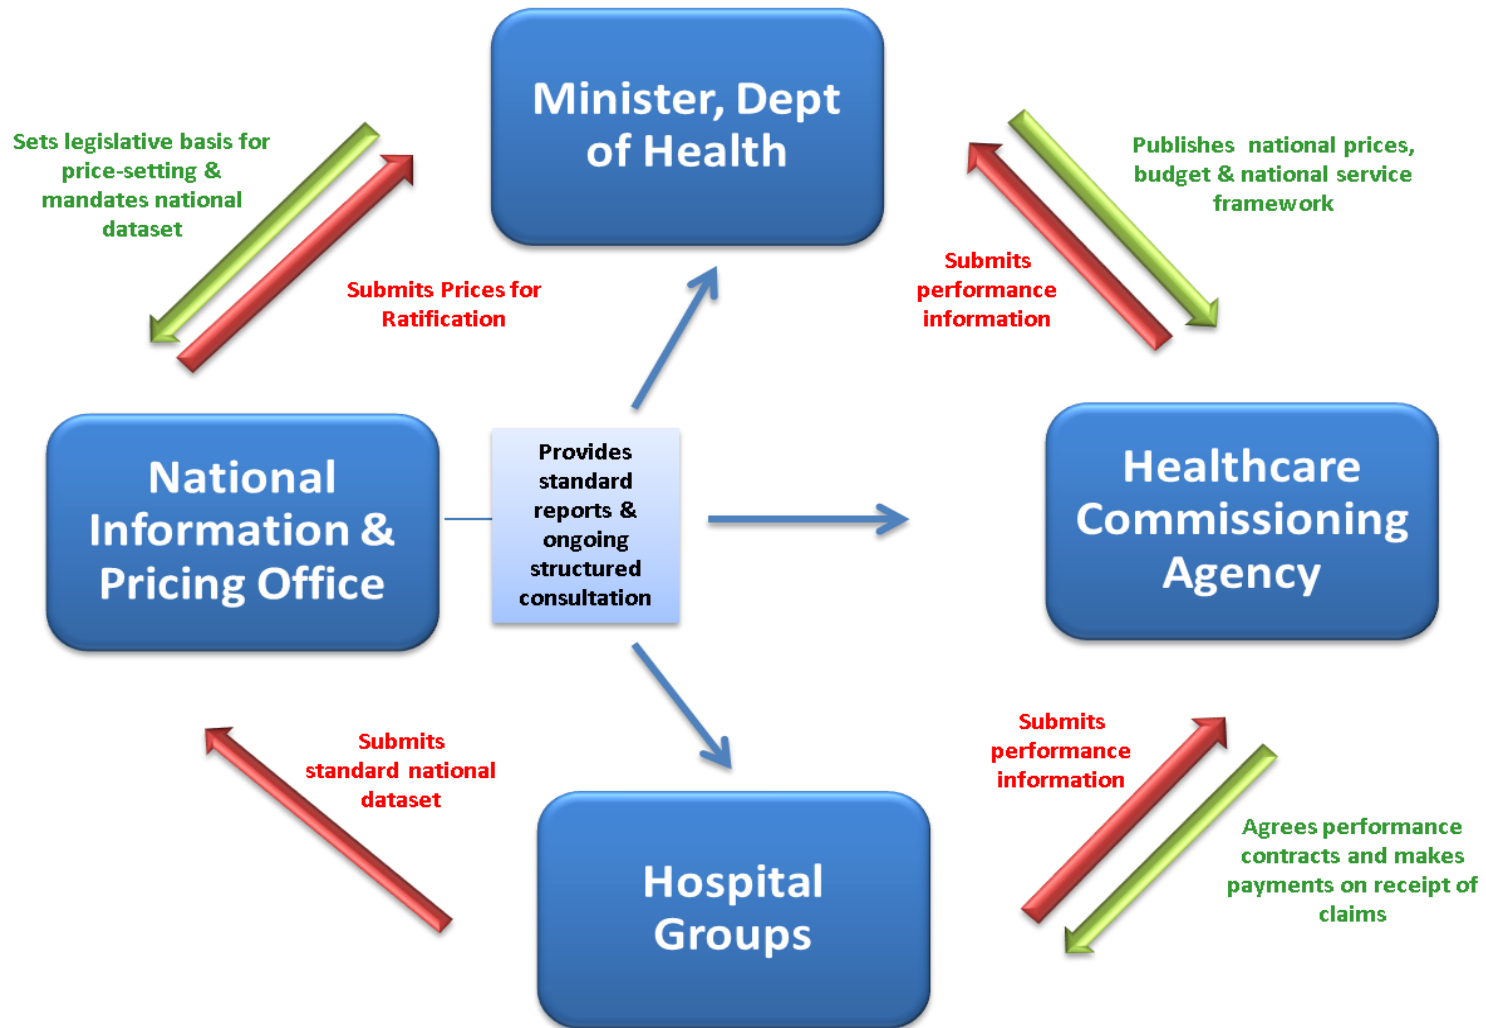 Minister, Dept
of Health
Sets legislative basis for
price-setting &
mandates national
dataset
Submits Prices for
Ratification
Publishes national prices,
budget & national service
framework
Submits
performance
information
National
Information &
Pricing Office
Provides
standard
reports &
ongoing
structured
consultation
Healthcare
Commissioning
Agency
Submits
standard national
dataset
Submits
performance
information
Hospital
Groups
Agrees performance
contracts and makes
payments on receipt of
claims